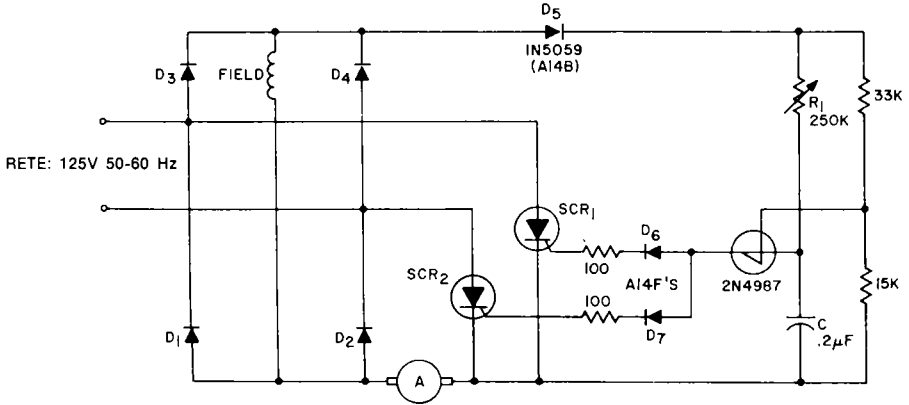 D5
1N5059
(A14B)
D3
FIELD
D4
R1
250K
33K
RETE: 125V 50-60 Hz
SCR1
D6
100
A14F'S
2N4987
15K
SCR2
100
D7
C
.2µF
D1
D2
A